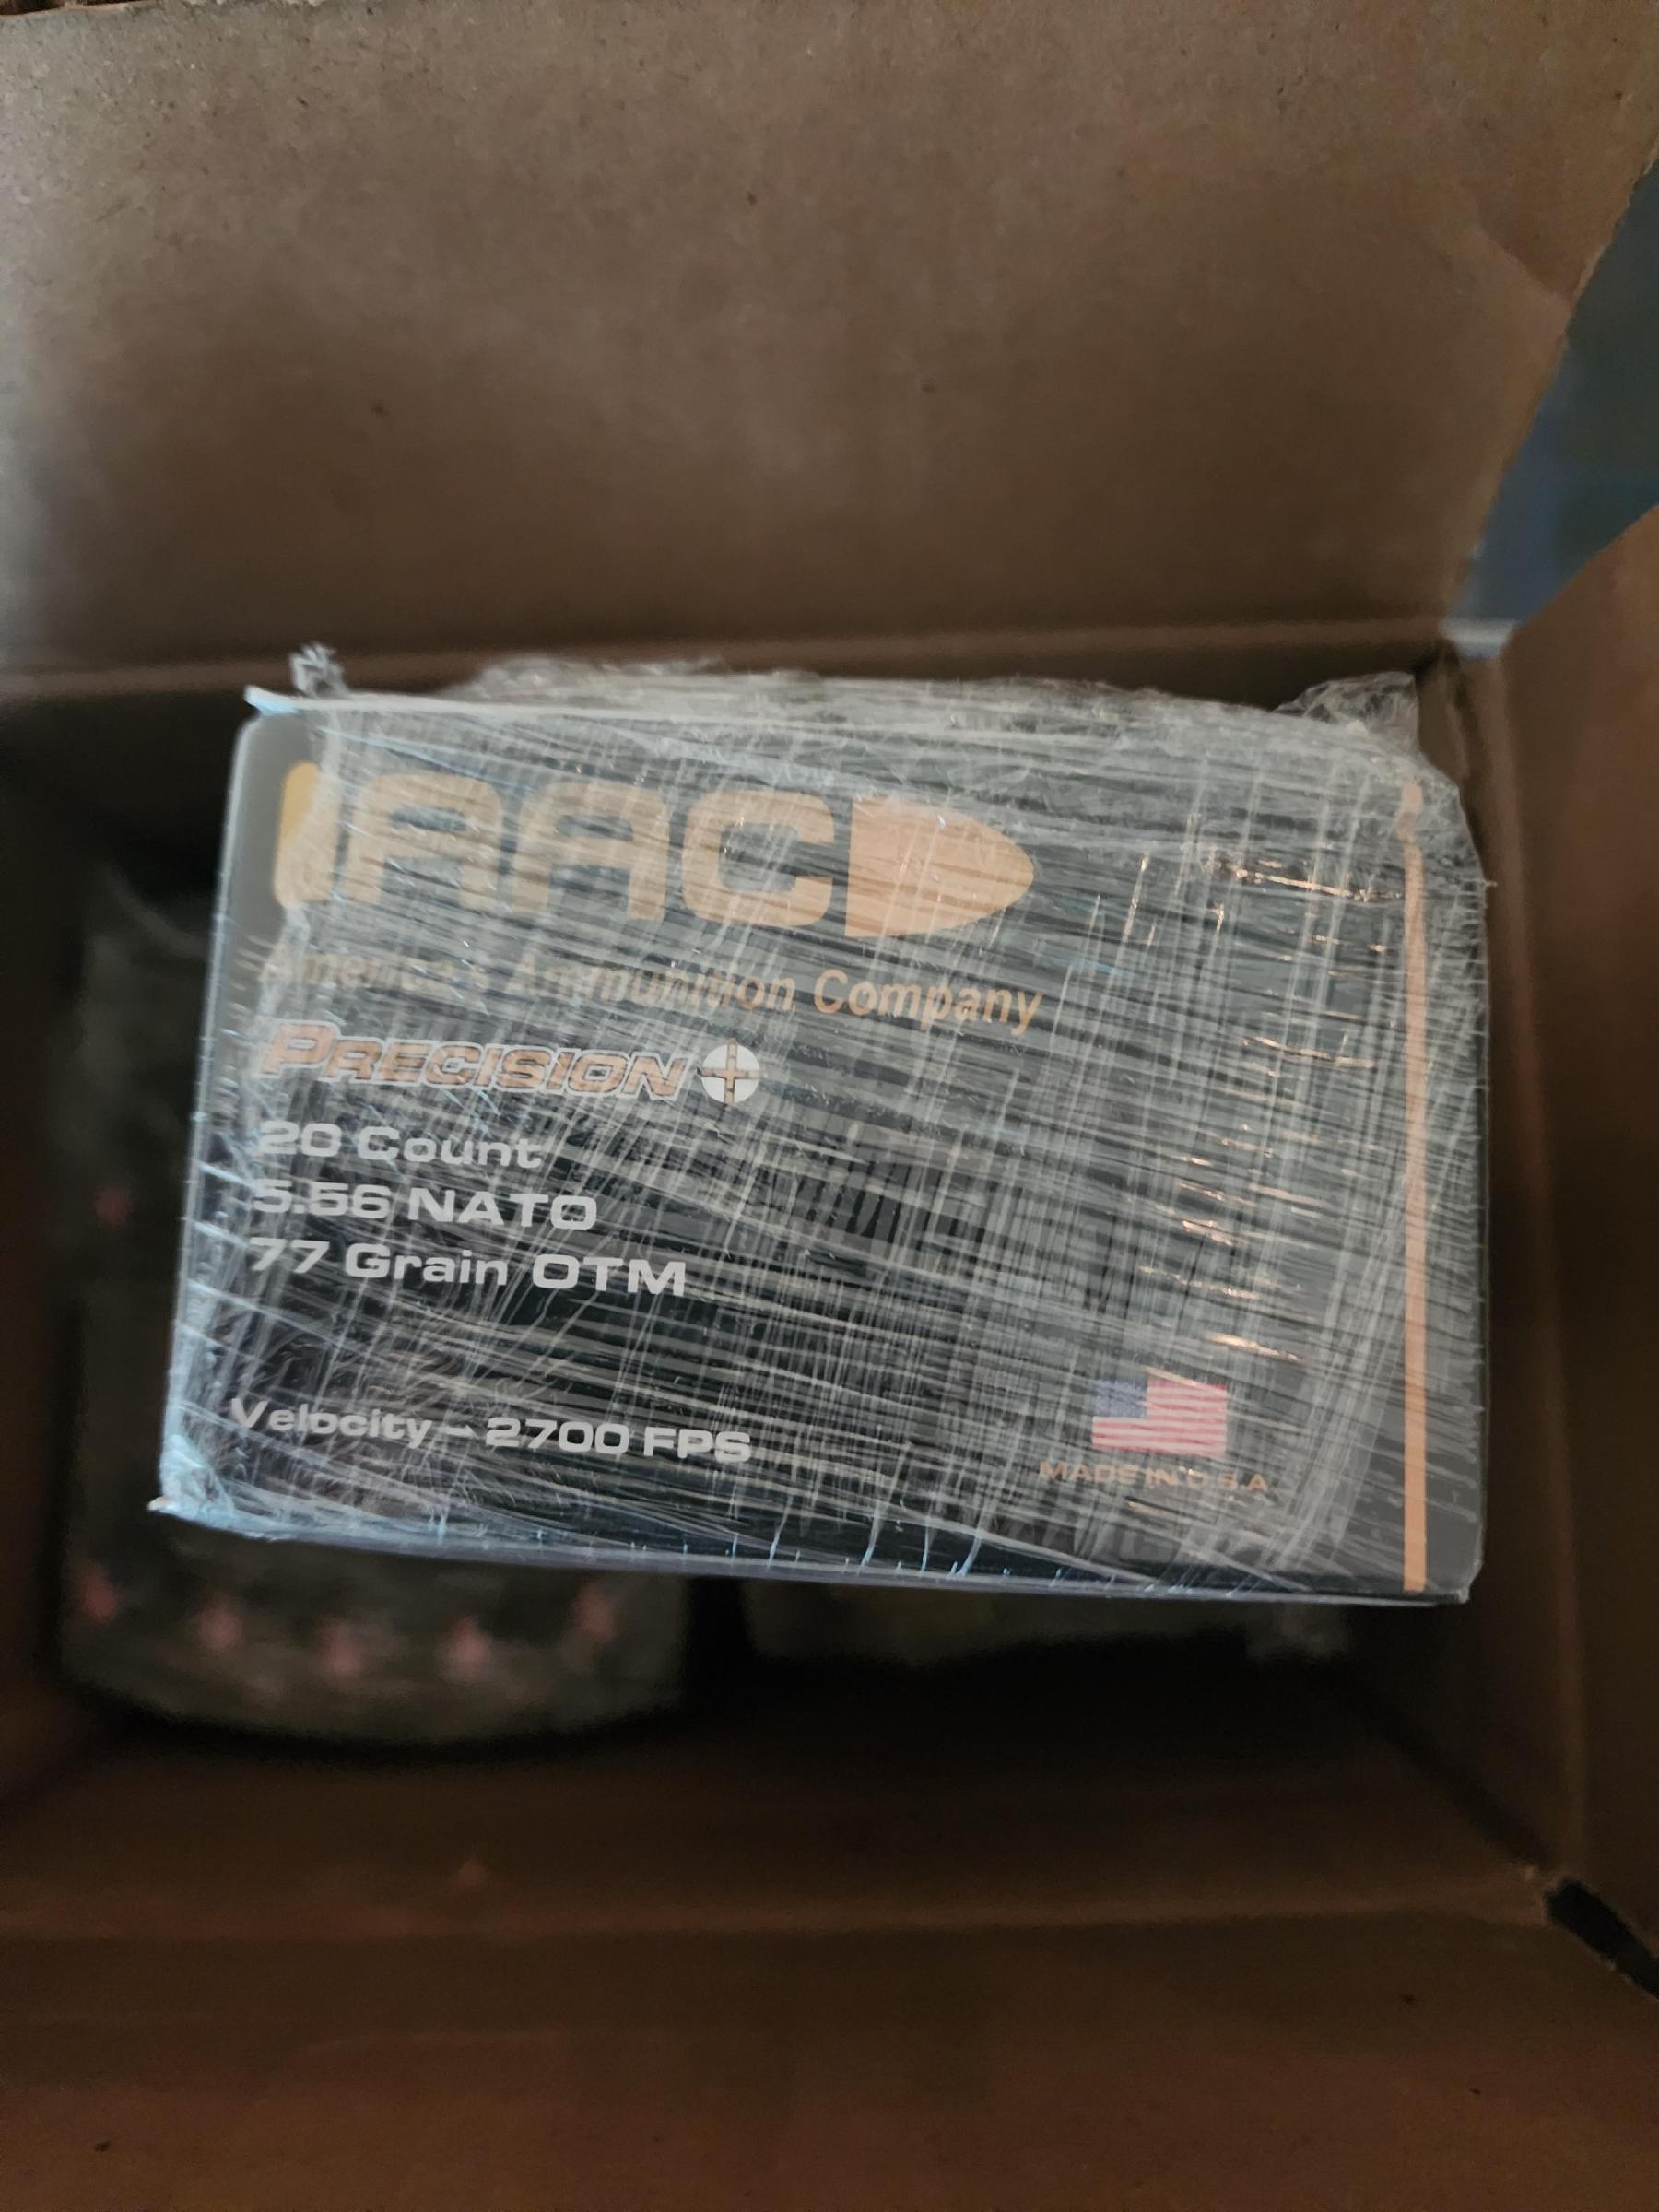 AAC
America's Ammunition Company
PRECISION
20 Count
5.56 NATO
77 Grain OTM
Velocity – 2700 FPS
MADE IN U.S.A